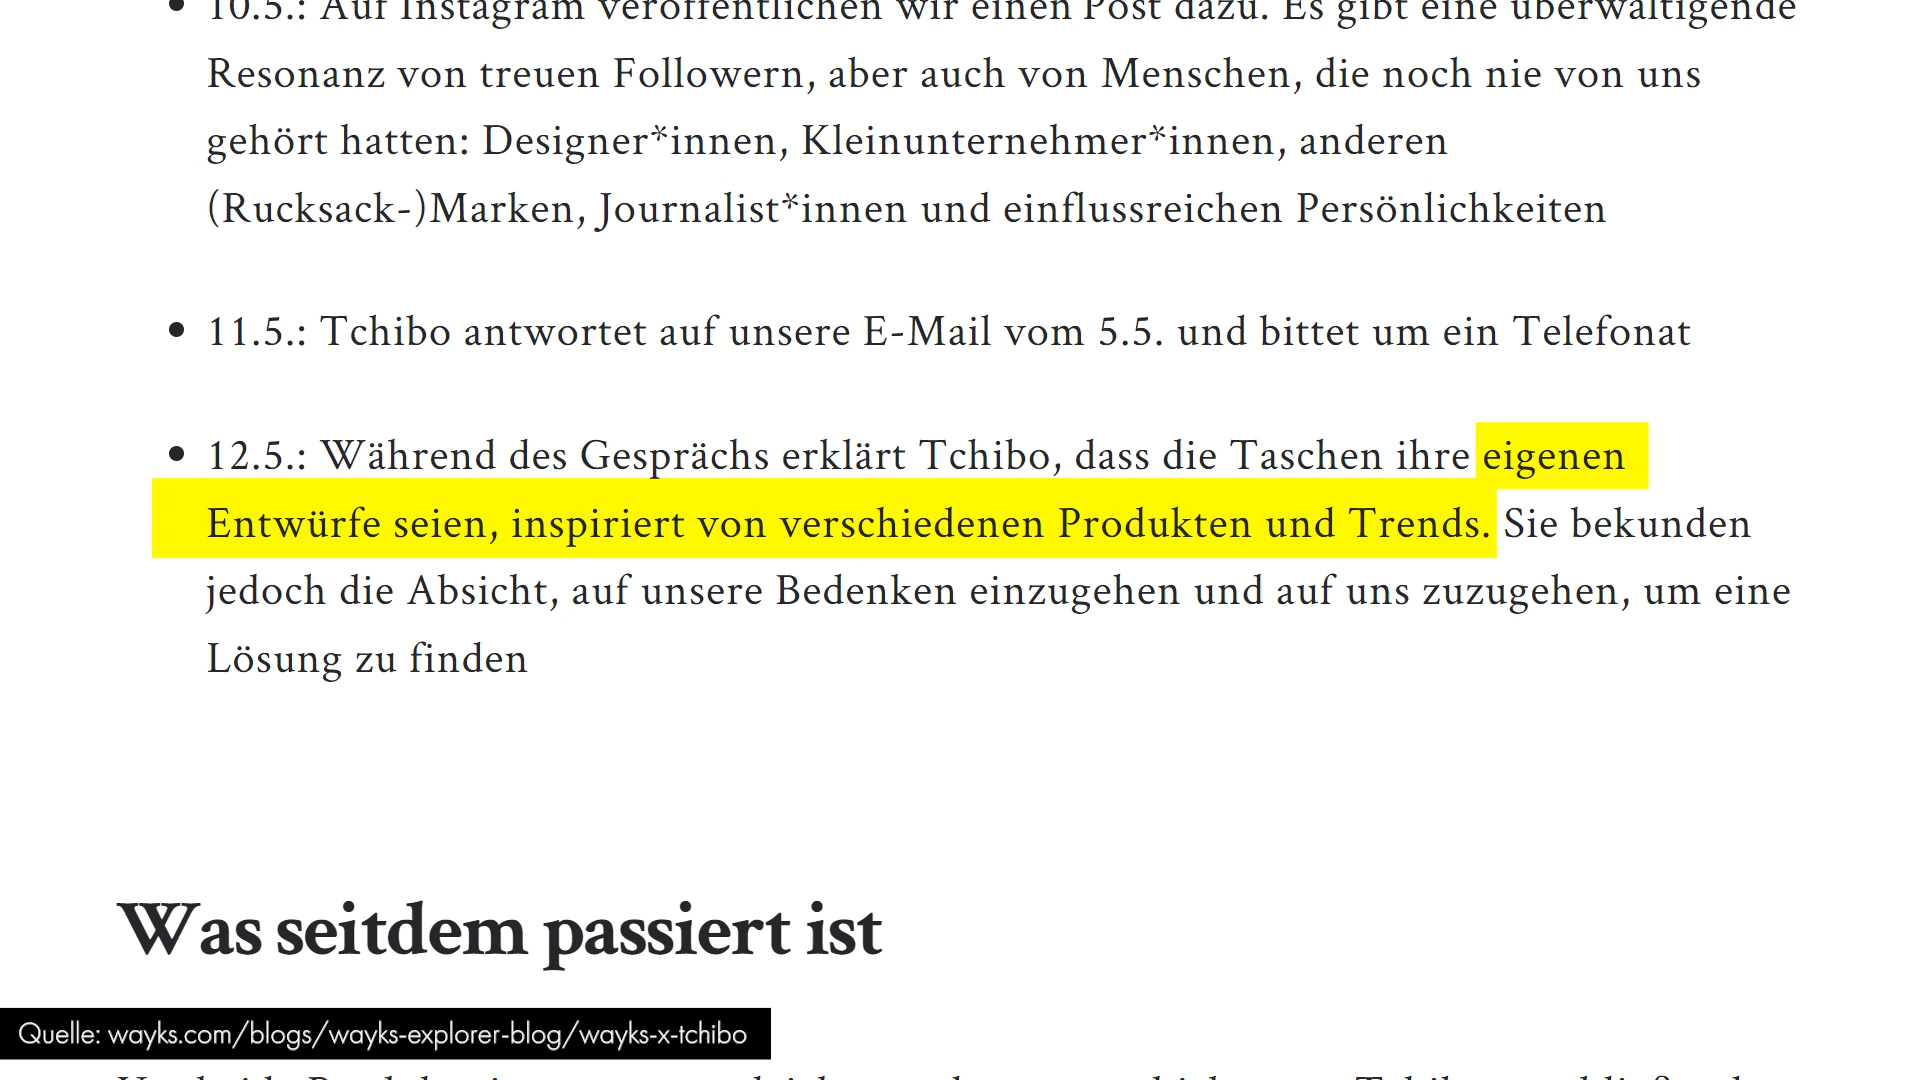 10.5.: Auf Instagram veröffentlichen wir einen Post dazu. Es gibt eine überwältigende
Resonanz von treuen Followern, aber auch von Menschen, die noch nie von uns
gehört hatten: Designer*innen, Kleinunternehmer*innen, anderen
(Rucksack-)Marken, Journalist*innen und einflussreichen Persönlichkeiten
11.5.: Tchibo antwortet auf unsere E-Mail vom 5.5. und bittet um ein Telefonat
12.5.: Während des Gesprächs erklärt Tchibo, dass die Taschen ihre eigenen
Entwürfe seien, inspiriert von verschiedenen Produkten und Trends. Sie bekunden
jedoch die Absicht, auf unsere Bedenken einzugehen und auf uns zuzugehen, um eine
Lösung zu finden
Was seitdem passiert ist
Quelle: wayks.com/blogs/wayks-explorer-blog/wayks-x-tchibo